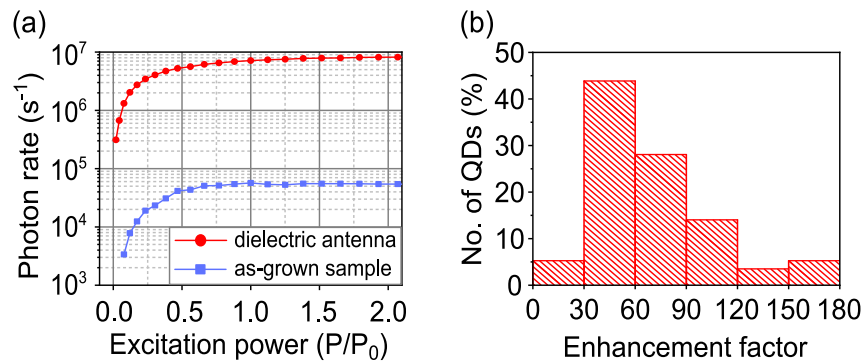 (a)
10⁷
10⁶
10⁵
10⁴
10³
Photon rate (s⁻¹)
dielectric antenna
as-grown sample
0.0 0.5 1.0 1.5 2.0
Excitation power (P/P₀)
(b)
50
40
30
20
10
0
No. of QDs (%)
0 30 60 90 120 150 180
Enhancement factor